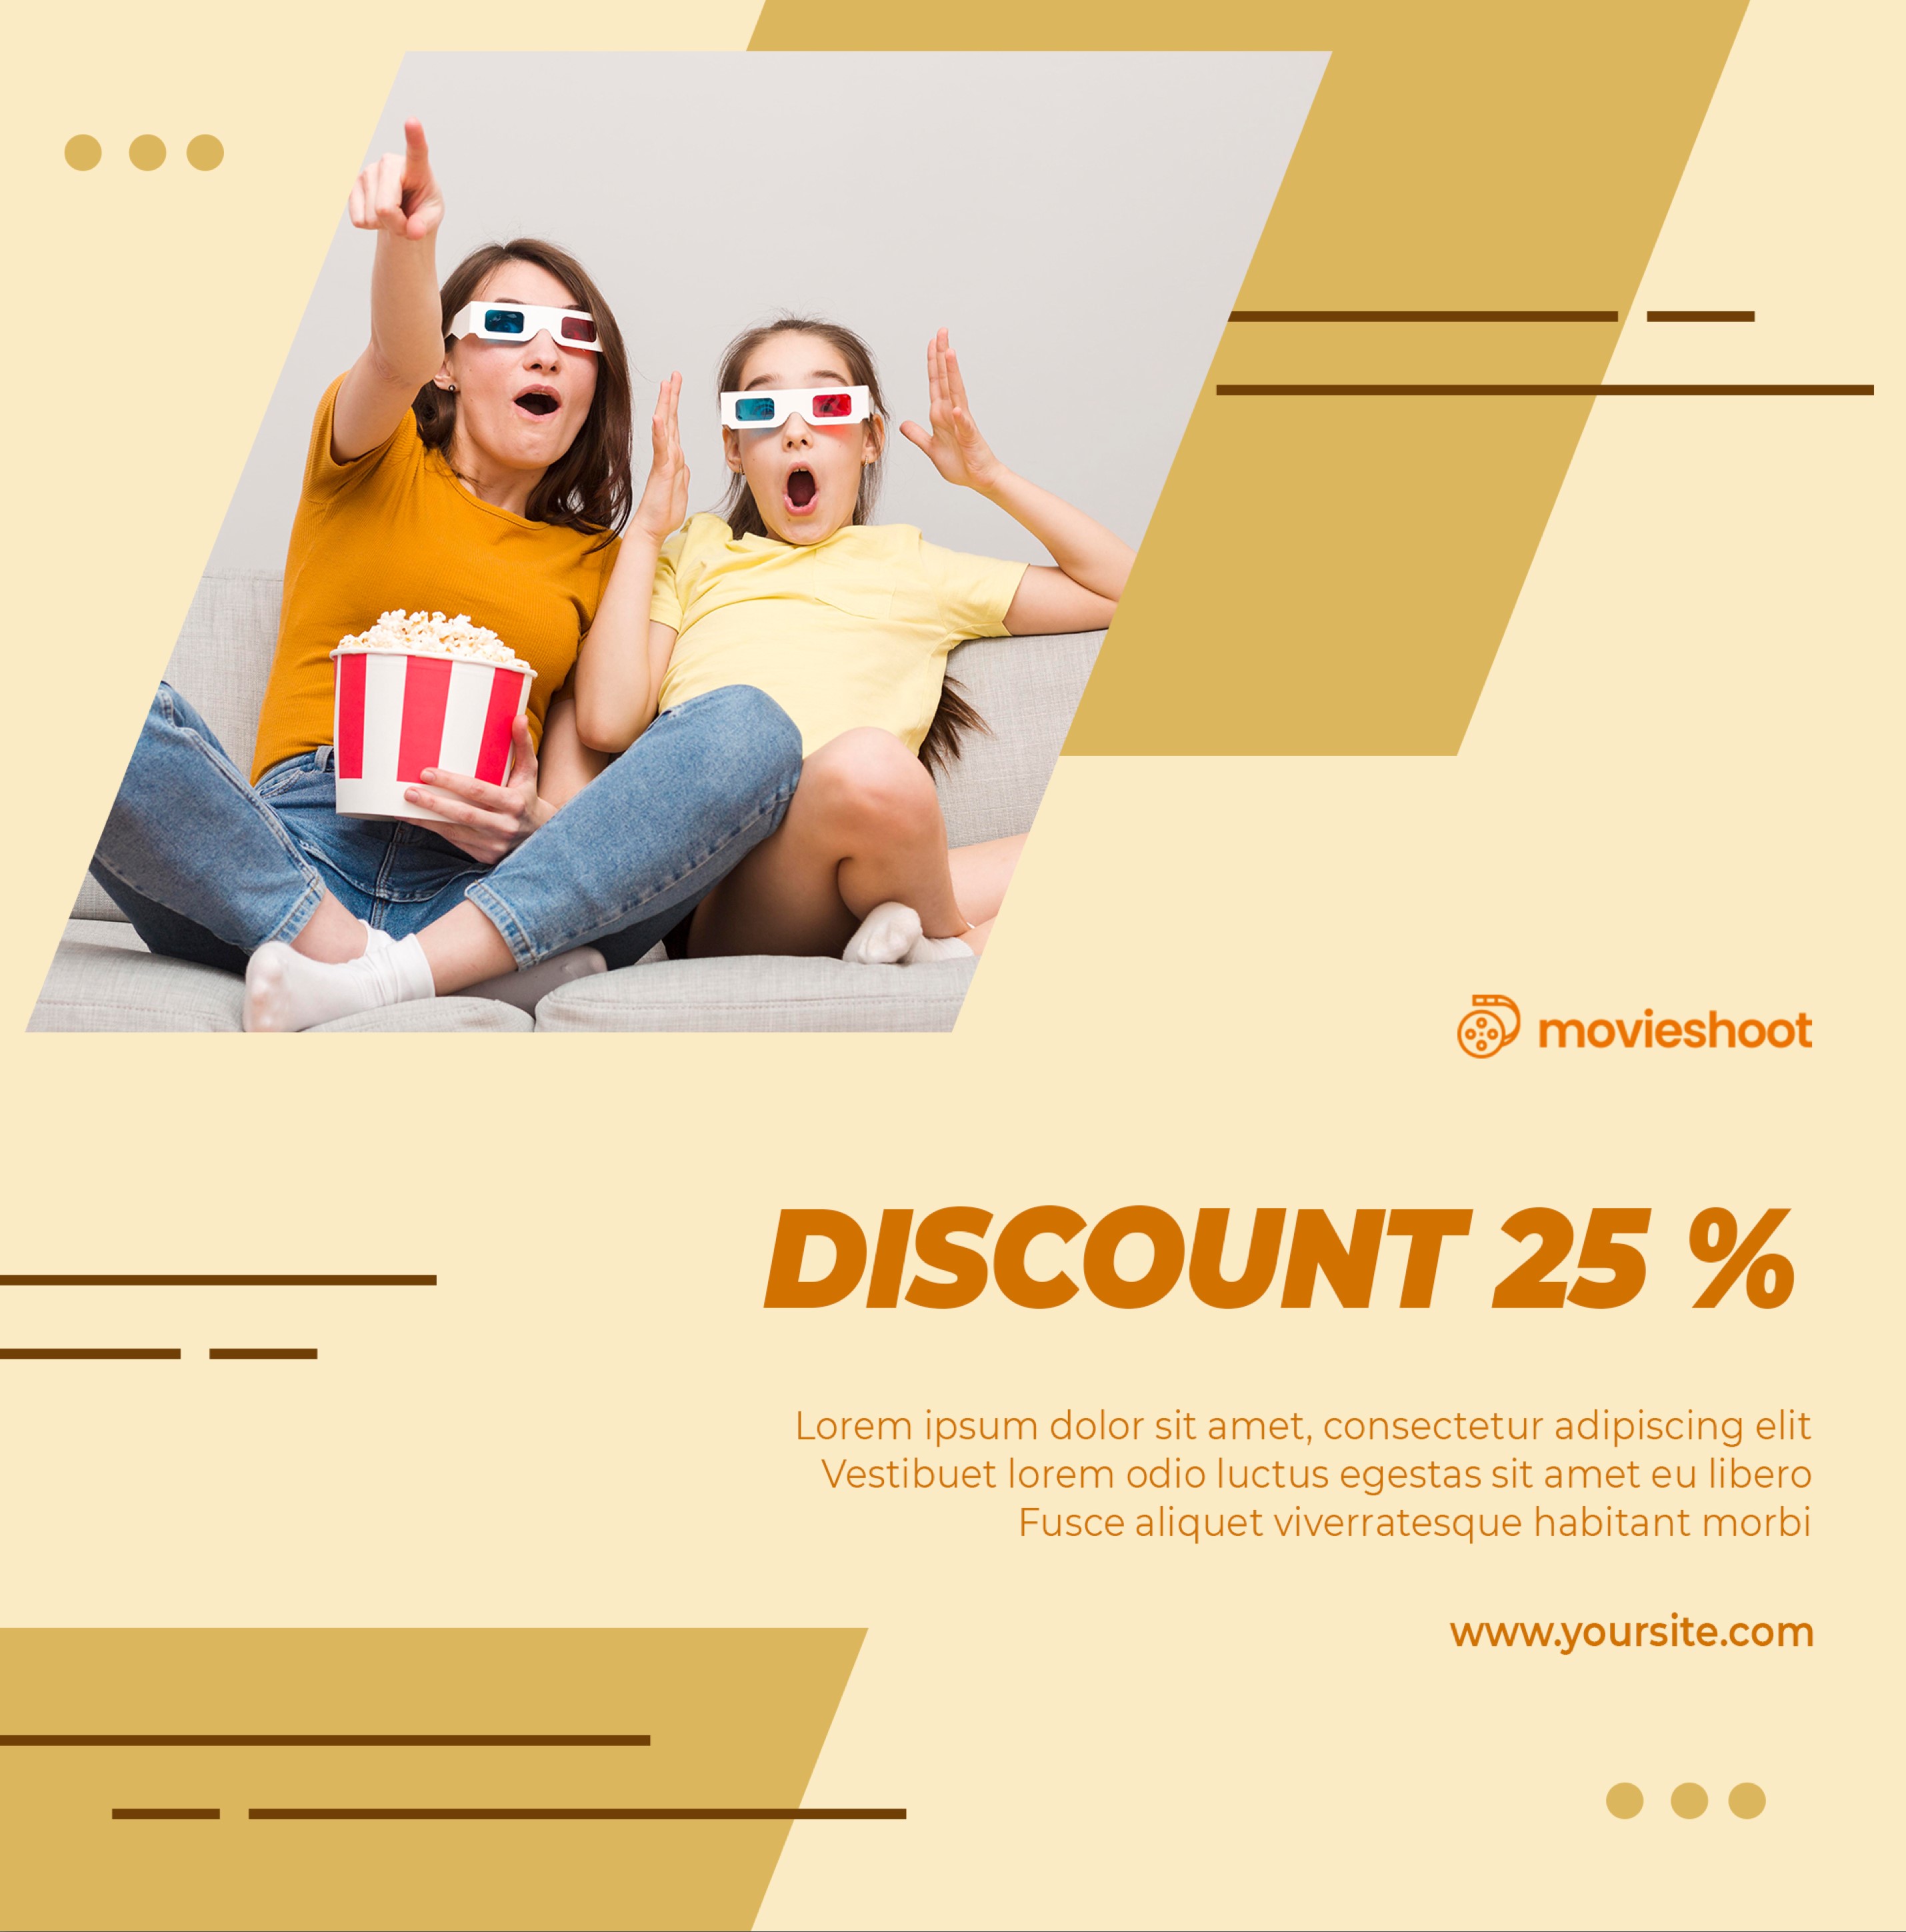 movieshoot
DISCOUNT 25 %
Lorem ipsum dolor sit amet, consectetur adipiscing elit
Vestibuet lorem odio luctus egestas sit amet eu libero
Fusce aliquet viverratesque habitant morbi
www.yoursite.com